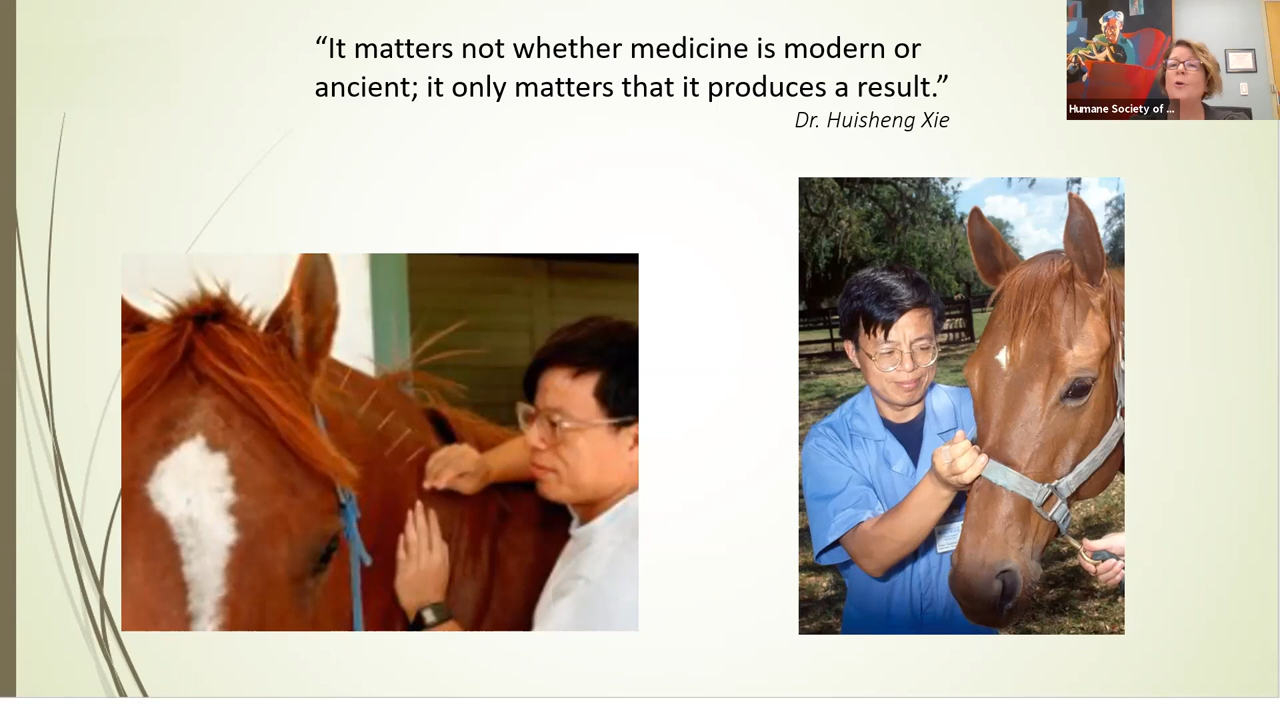 “It matters not whether medicine is modern or
ancient; it only matters that it produces a result.”
Dr. Huisheng Xie
Humane Society of ...